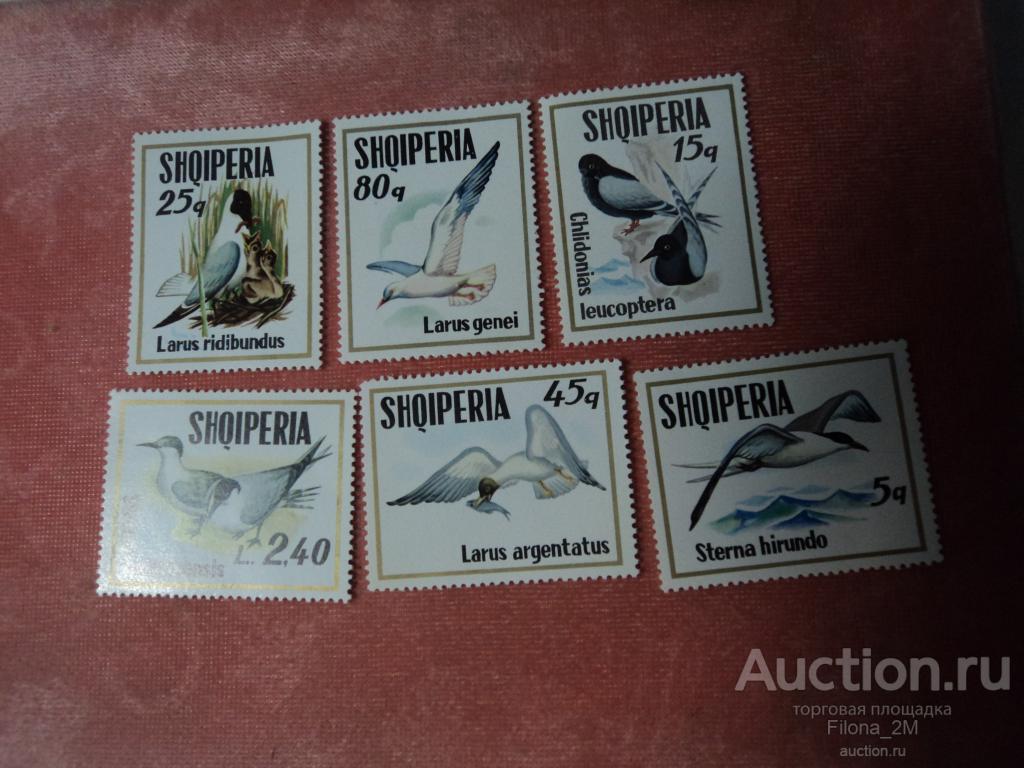 SHQIPERIA
25q
Larus ridibundus
SHQIPERIA
80q
Larus genei
SHQIPERIA
15q
Chlidonias
leucoptera
SHQIPERIA
L. 2,40
SHQIPERIA
45q
Larus argentatus
SHQIPERIA
5q
Sterna hirundo
Auction.ru
торговая площадка
Filona_2M
auction.ru